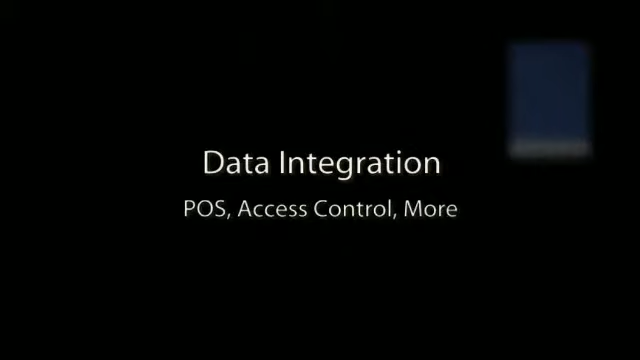 Data Integration
POS, Access Control, More